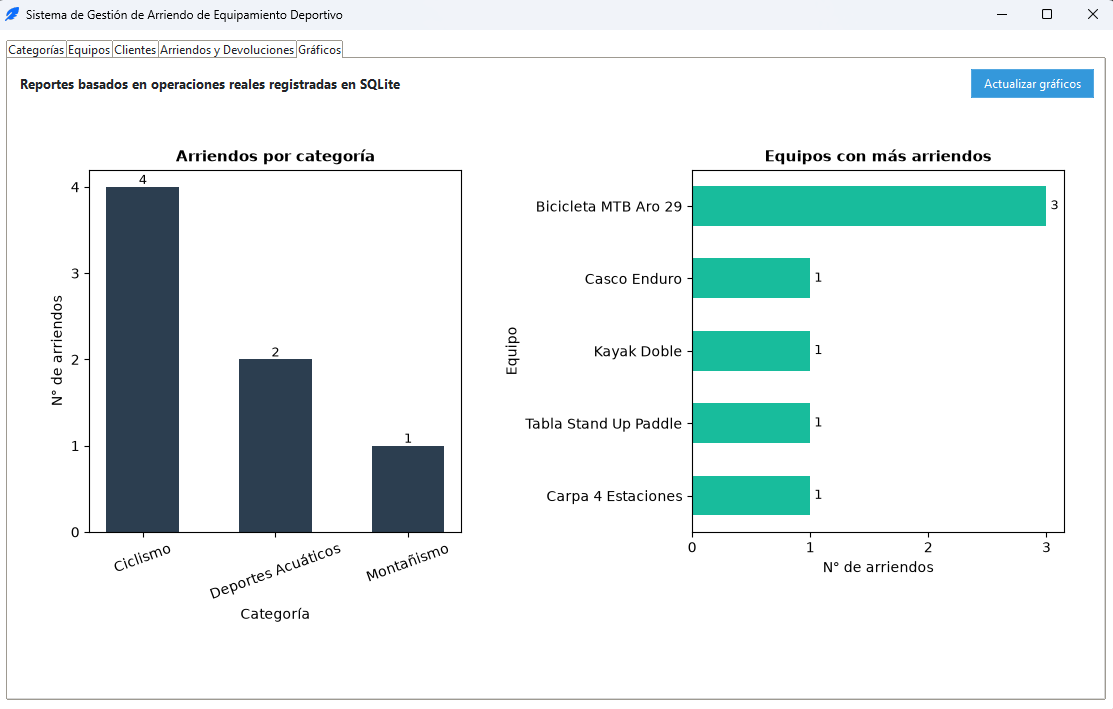 Sistema de Gestión de Arriendo de Equipamiento Deportivo
Categorías Equipos Clientes Arriendos y Devoluciones Gráficos
Reportes basados en operaciones reales registradas en SQLite
Actualizar gráficos
Arriendos por categoría
4
3
2
1
0
N° de arriendos
4
2
1
Ciclismo
Deportes Acuáticos
Montañismo
Categoría
Equipos con más arriendos
Equipo
Bicicleta MTB Aro 29
3
Casco Enduro
1
Kayak Doble
1
Tabla Stand Up Paddle
1
Carpa 4 Estaciones
1
0 1 2 3
N° de arriendos